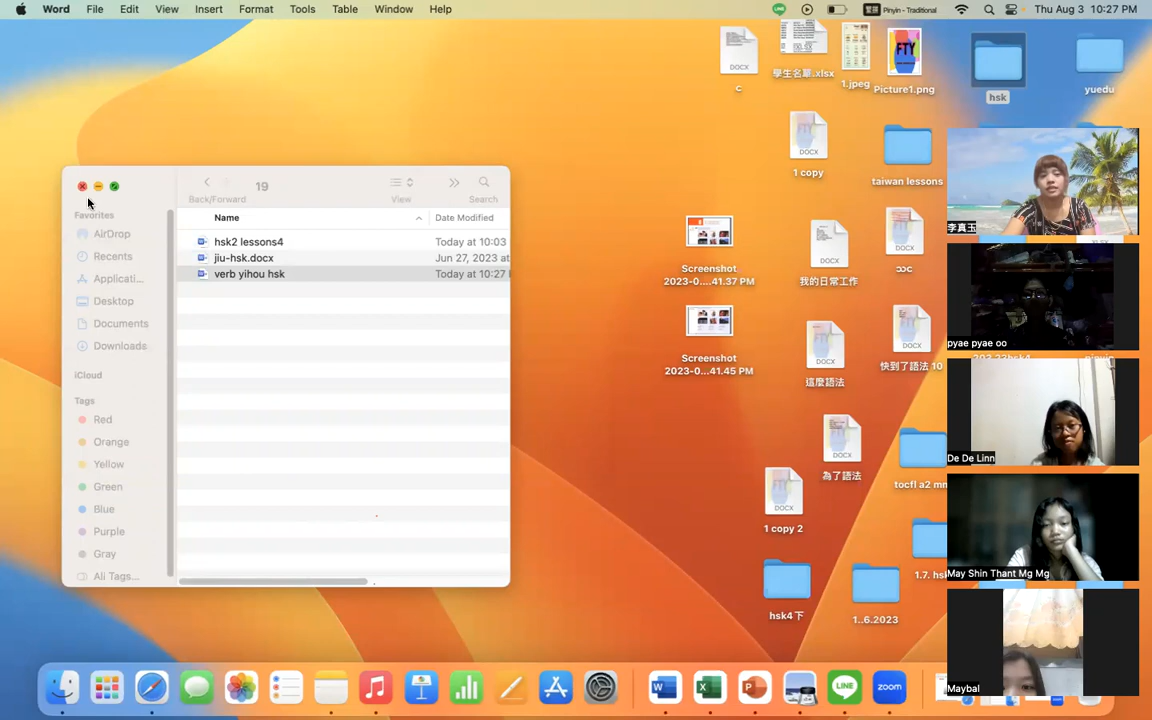 Word File Edit View Insert Format Tools Table Window Help
Pinyin - Traditional
Thu Aug 3 10:27 PM
DOCX
c
XLSX
學生名單.xlsx
1.jpeg
FTY
Picture1.png
hsk
yuedu
DOCX
1 copy
taiwan lessons
李真玉
19
Back/Forward
View
Search
Favorites
AirDrop
Recents
Applicati...
Desktop
Documents
Downloads
iCloud
Tags
Red
Orange
Yellow
Green
Blue
Purple
Gray
All Tags...
Name
Date Modified
hsk2 lessons4
Today at 10:03
jiu-hsk.docx
Jun 27, 2023 at
verb yihou hsk
Today at 10:27
Screenshot
2023-0....41.37 PM
DOCX
我的日常工作
DOCX
Screenshot
2023-0....41.45 PM
DOCX
這麼語法
DOCX
快到了語法 10
pyae pyae oo
DOCX
為了語法
De De Linn
tocfl a2 mn
DOCX
1 copy 2
1.7. hs
May Shin Thant Mg Mg
hsk4下
1..6.2023
Maybal
LINE
zoom